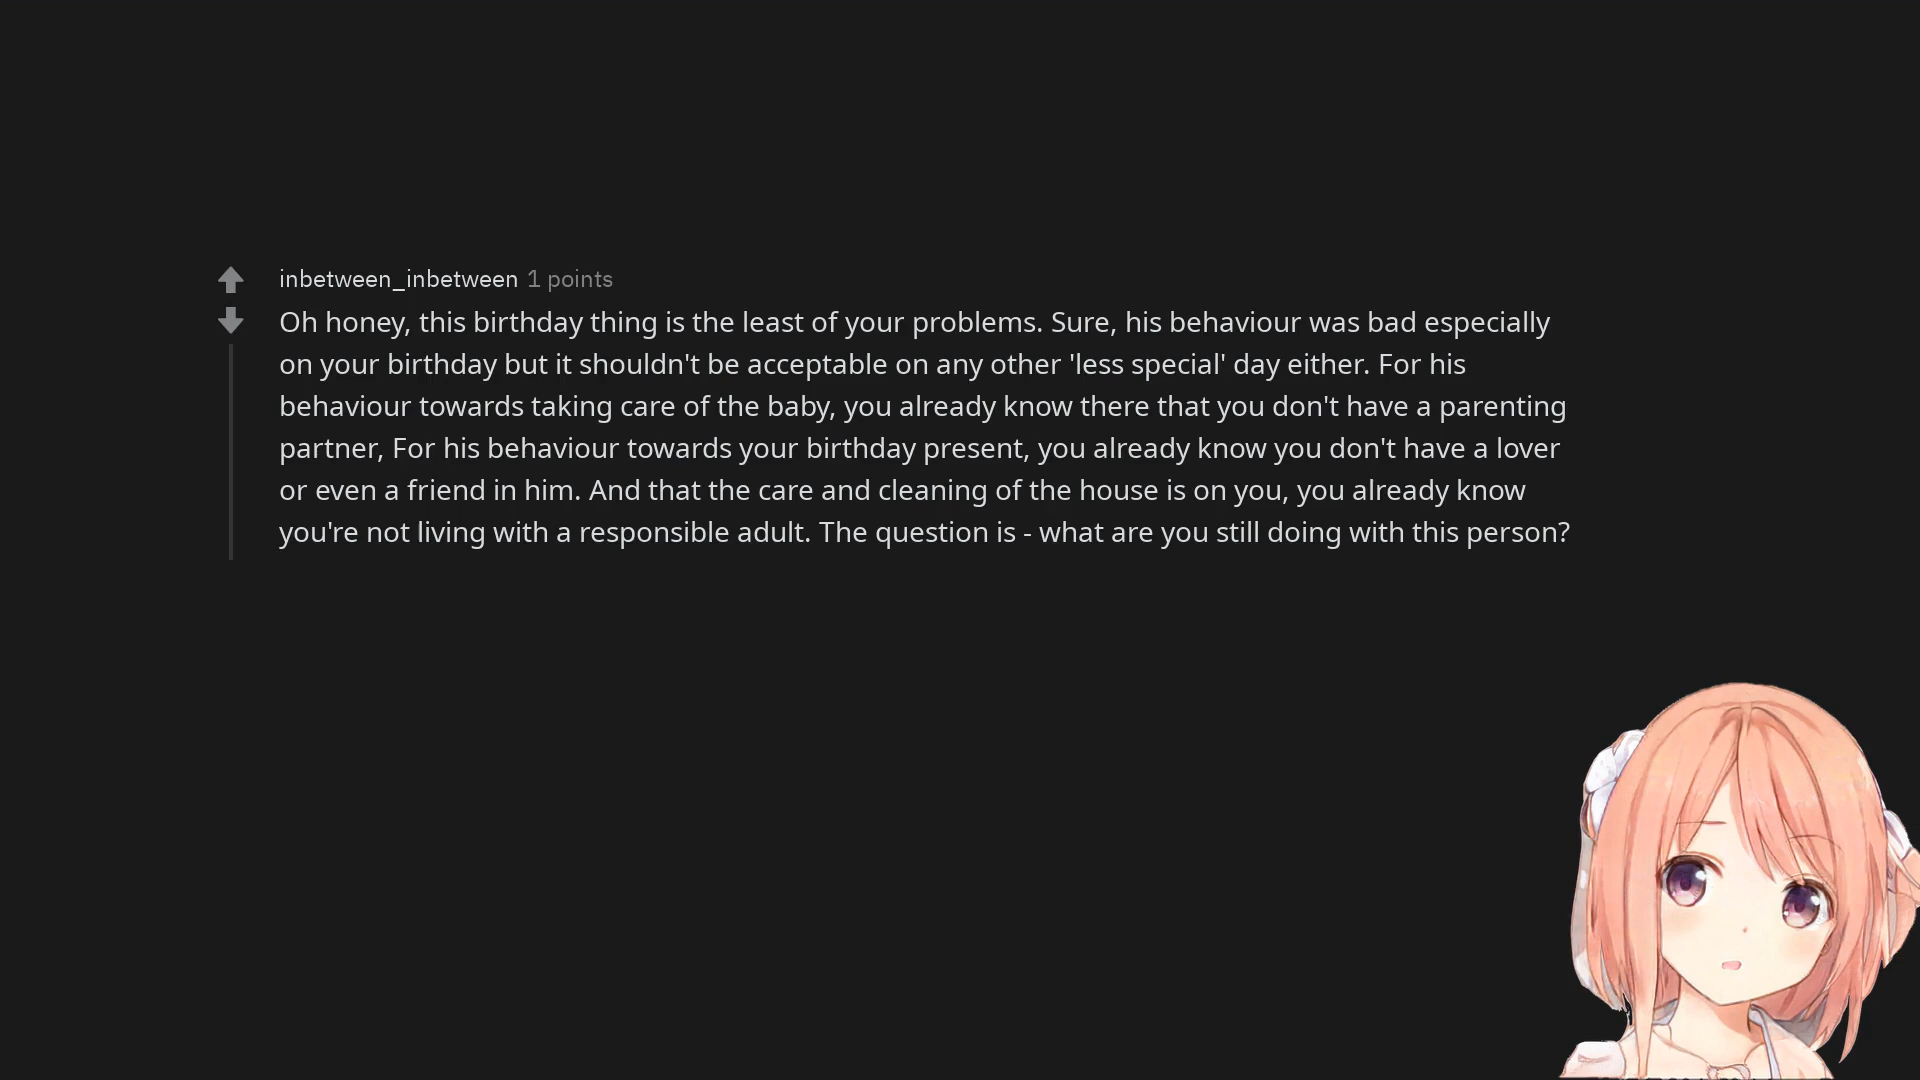 inbetween_inbetween 1 points
Oh honey, this birthday thing is the least of your problems. Sure, his behaviour was bad especially
on your birthday but it shouldn't be acceptable on any other 'less special' day either. For his
behaviour towards taking care of the baby, you already know there that you don't have a parenting
partner, For his behaviour towards your birthday present, you already know you don't have a lover
or even a friend in him. And that the care and cleaning of the house is on you, you already know
you're not living with a responsible adult. The question is - what are you still doing with this person?